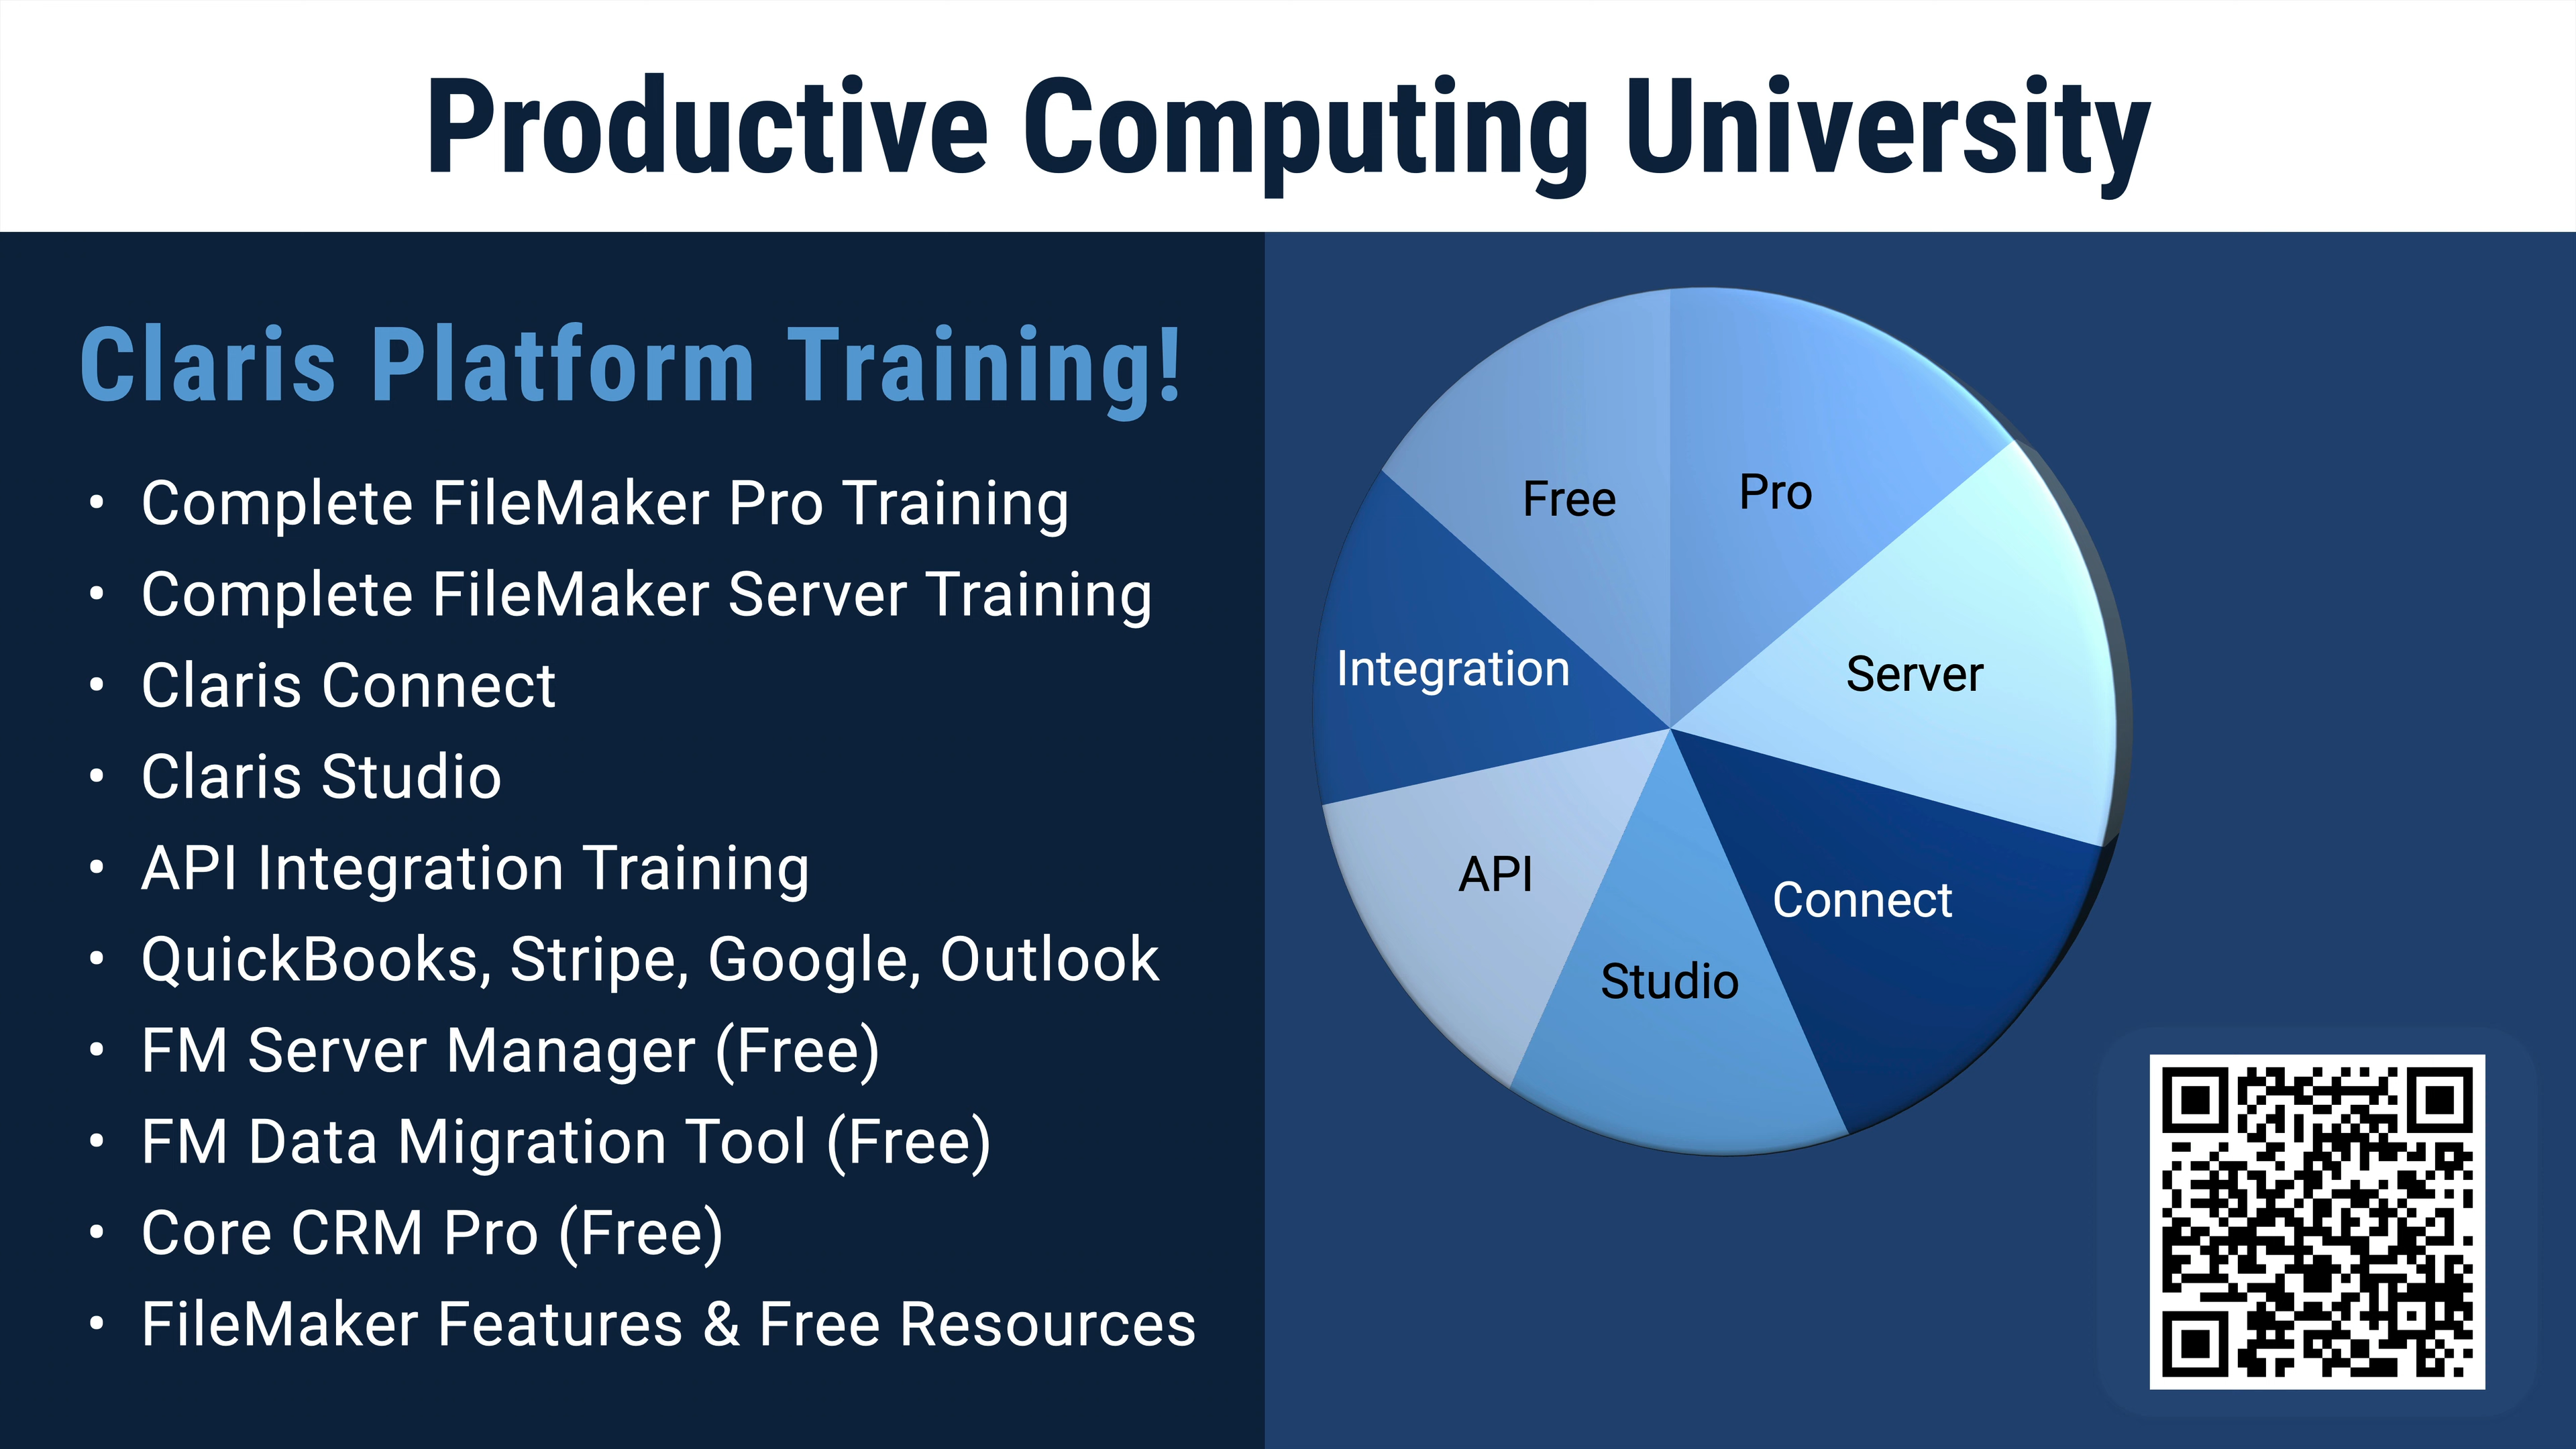 Productive Computing University
Claris Platform Training!
• Complete FileMaker Pro Training
• Complete FileMaker Server Training
• Claris Connect
• Claris Studio
• API Integration Training
• QuickBooks, Stripe, Google, Outlook
• FM Server Manager (Free)
• FM Data Migration Tool (Free)
• Core CRM Pro (Free)
• FileMaker Features & Free Resources
Free
Pro
Integration
Server
API
Connect
Studio